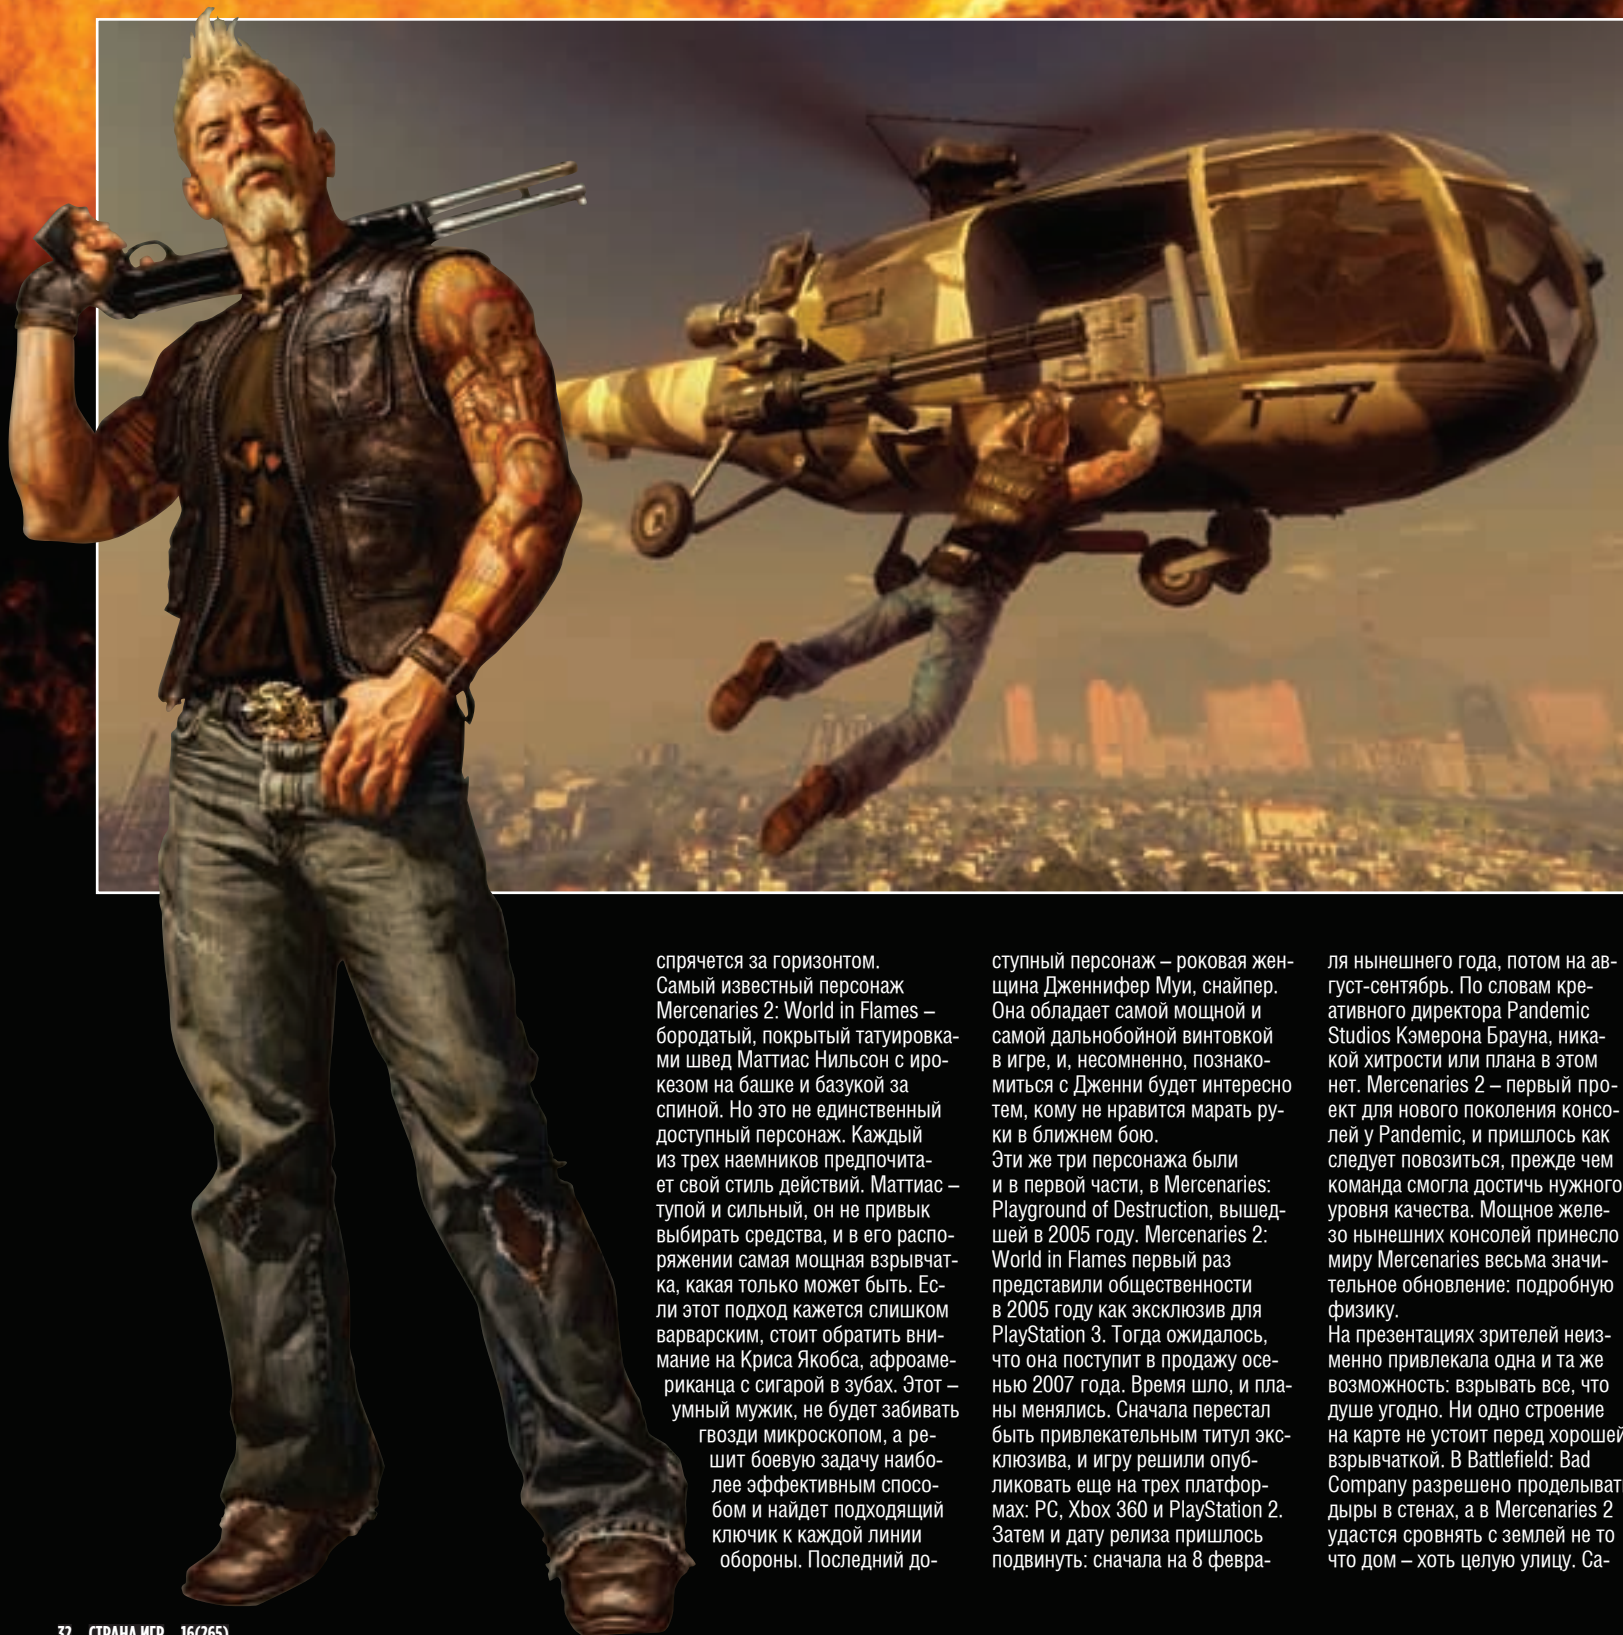 спрячется за горизонтом.
Самый известный персонаж
Mercenaries 2: World in Flames –
бородатый, покрытый татуировка-
ми швед Маттиас Нильсон с иро-
кезом на башке и базукой за
спиной. Но это не единственный
доступный персонаж. Каждый
из трех наемников предпочита-
ет свой стиль действий. Маттиас –
тупой и сильный, он не привык
выбирать средства, и в его распо-
ряжении самая мощная взрывчат-
ка, какая только может быть. Ес-
ли этот подход кажется слишком
варварским, стоит обратить вни-
мание на Криса Якобса, афроаме-
риканца с сигарой в зубах. Этот –
умный мужик, не будет забивать
гвозди микроскопом, а ре-
шит боевую задачу наибо-
лее эффективным спосо-
бом и найдет подходящий
ключик к каждой линии
обороны. Последний до-
ступный персонаж – роковая жен-
щина Дженнифер Муи, снайпер.
Она обладает самой мощной и
самой дальнобойной винтовкой
в игре, и, несомненно, познако-
миться с Дженни будет интересно
тем, кому не нравится марать ру-
ки в ближнем бою.
Эти же три персонажа были
и в первой части, в Mercenaries:
Playground of Destruction, вышед-
шей в 2005 году. Mercenaries 2:
World in Flames первый раз
представили общественности
в 2005 году как эксклюзив для
PlayStation 3. Тогда ожидалось,
что она поступит в продажу осе-
нью 2007 года. Время шло, и пла-
ны менялись. Сначала перестал
быть привлекательным титул экс-
клюзива, и игру решили опуб-
ликовать еще на трех платфор-
мах: PC, Xbox 360 и PlayStation 2.
Затем и дату релиза пришлось
подвинуть: сначала на 8 февра-
ля нынешнего года, потом на ав-
густ-сентябрь. По словам кре-
ативного директора Pandemic
Studios Кэмерона Брауна, ника-
кой хитрости или плана в этом
нет. Mercenaries 2 – первый про-
ект для нового поколения консо-
лей у Pandemic, и пришлось как
следует повозиться, прежде чем
команда смогла достичь нужного
уровня качества. Мощное желе-
зо нынешних консолей принесло
миру Mercenaries весьма значи-
тельное обновление: подробную
физику.
На презентациях зрителей неиз-
менно привлекала одна и та же
возможность: взрывать все, что
душе угодно. Ни одно строение
на карте не устоит перед хорошей
взрывчаткой. В Battlefield: Bad
Company разрешено проделыват
дыры в стенах, а в Mercenaries 2
удастся сровнять с землей не то
что дом – хоть целую улицу. Са-
32 СТРАНА ИГР 16(265)